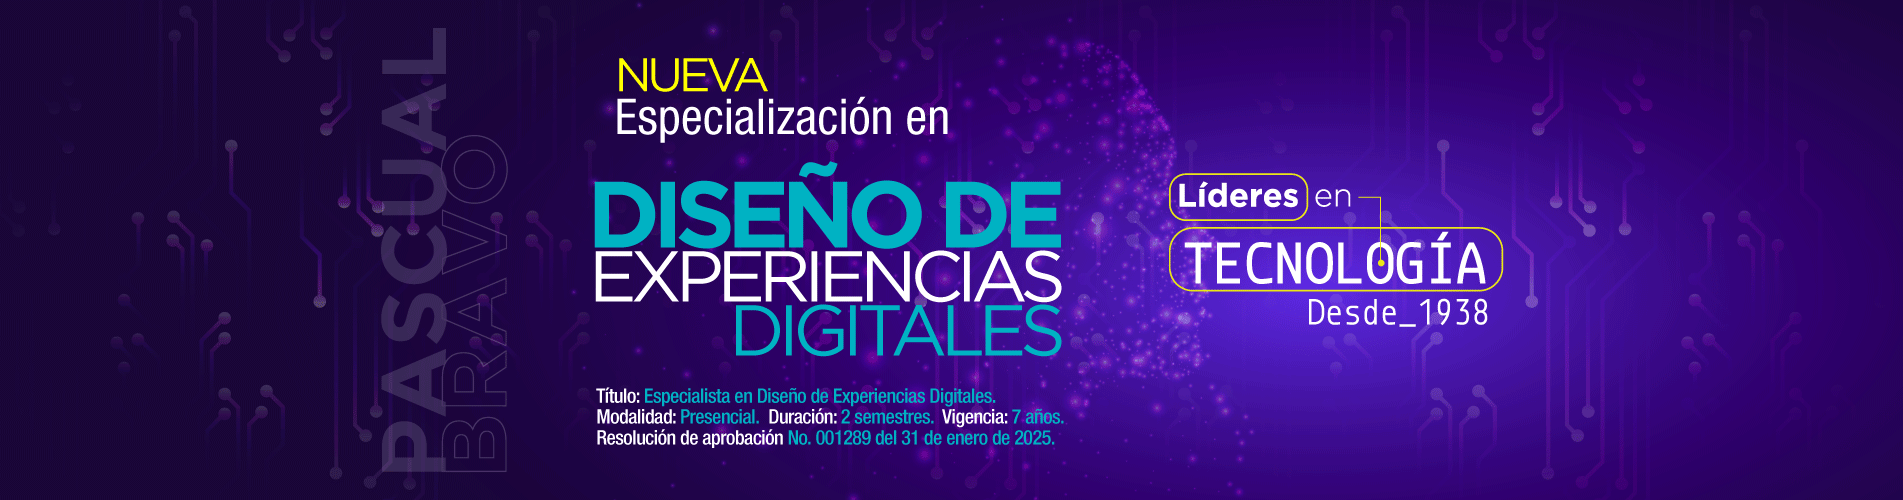 PASCUAL
BRAVO
NUEVA
Especialización en
DISEÑO DE
EXPERIENCIAS
DIGITALES
Título: Especialista en Diseño de Experiencias Digitales.
Modalidad: Presencial. Duración: 2 semestres. Vigencia: 7 años.
Resolución de aprobación No. 001289 del 31 de enero de 2025.
Líderes en
TECNOLOGÍA
Desde_1938